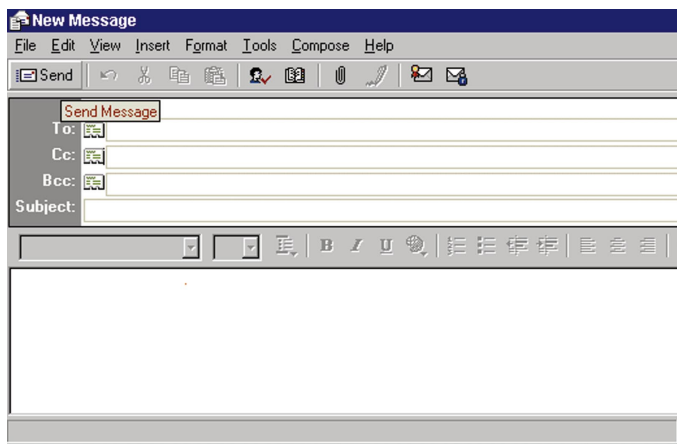 New Message
File Edit View Insert Format Tools Compose Help
Send
Send Message
To:
Cc:
Bcc:
Subject:
B I U